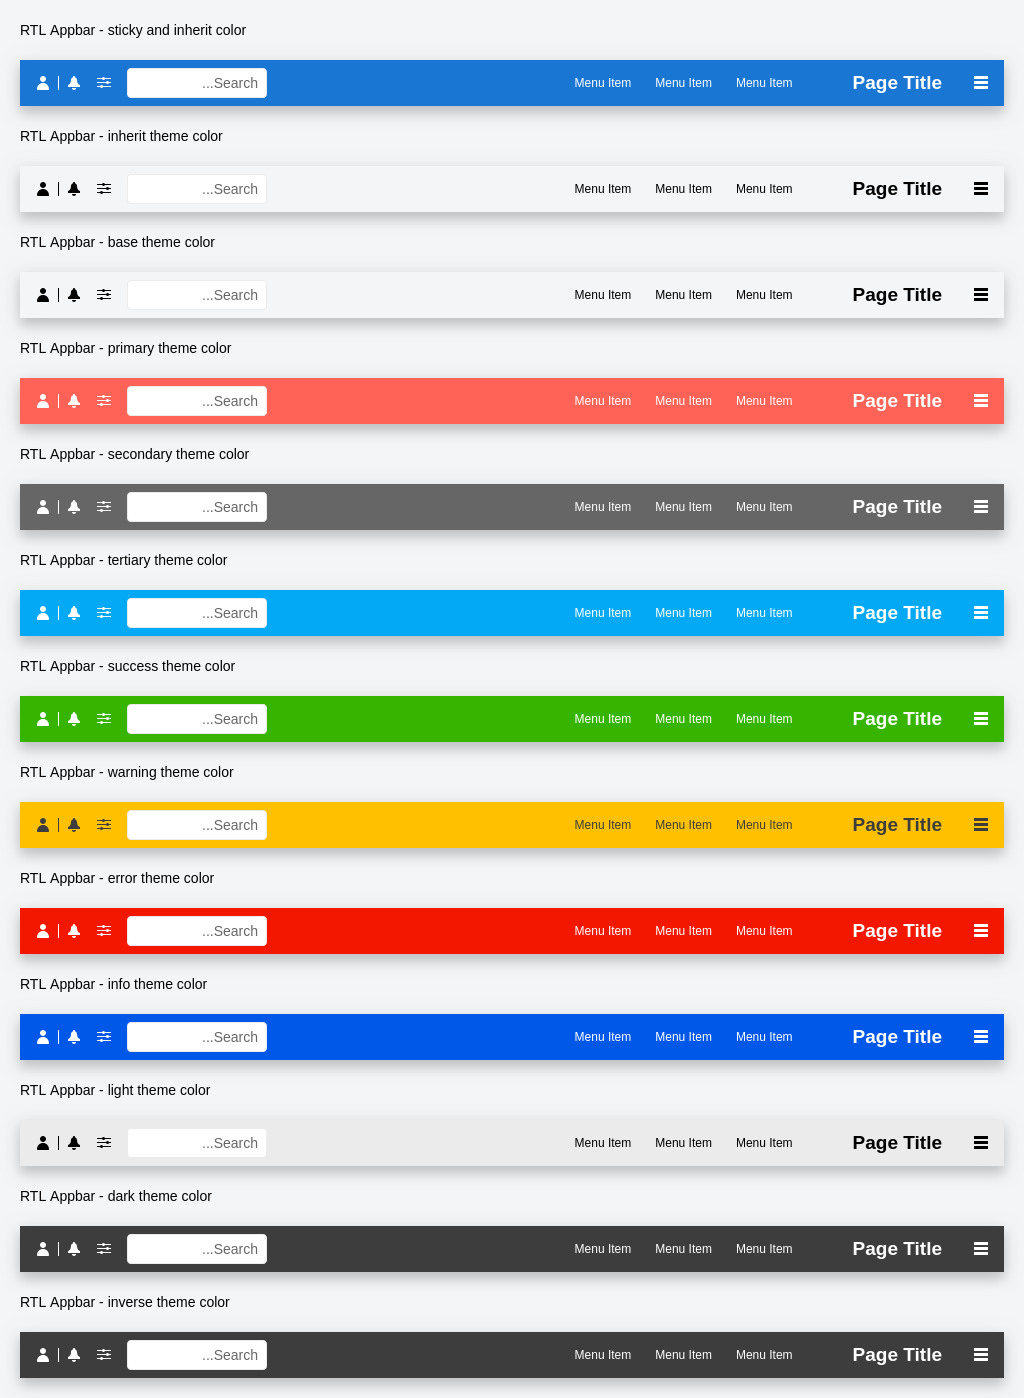 RTL Appbar - sticky and inherit color
...Search Menu Item Menu Item Menu Item Page Title
RTL Appbar - inherit theme color
...Search Menu Item Menu Item Menu Item Page Title
RTL Appbar - base theme color
...Search Menu Item Menu Item Menu Item Page Title
RTL Appbar - primary theme color
...Search Menu Item Menu Item Menu Item Page Title
RTL Appbar - secondary theme color
...Search Menu Item Menu Item Menu Item Page Title
RTL Appbar - tertiary theme color
...Search Menu Item Menu Item Menu Item Page Title
RTL Appbar - success theme color
...Search Menu Item Menu Item Menu Item Page Title
RTL Appbar - warning theme color
...Search Menu Item Menu Item Menu Item Page Title
RTL Appbar - error theme color
...Search Menu Item Menu Item Menu Item Page Title
RTL Appbar - info theme color
...Search Menu Item Menu Item Menu Item Page Title
RTL Appbar - light theme color
...Search Menu Item Menu Item Menu Item Page Title
RTL Appbar - dark theme color
...Search Menu Item Menu Item Menu Item Page Title
RTL Appbar - inverse theme color
...Search Menu Item Menu Item Menu Item Page Title